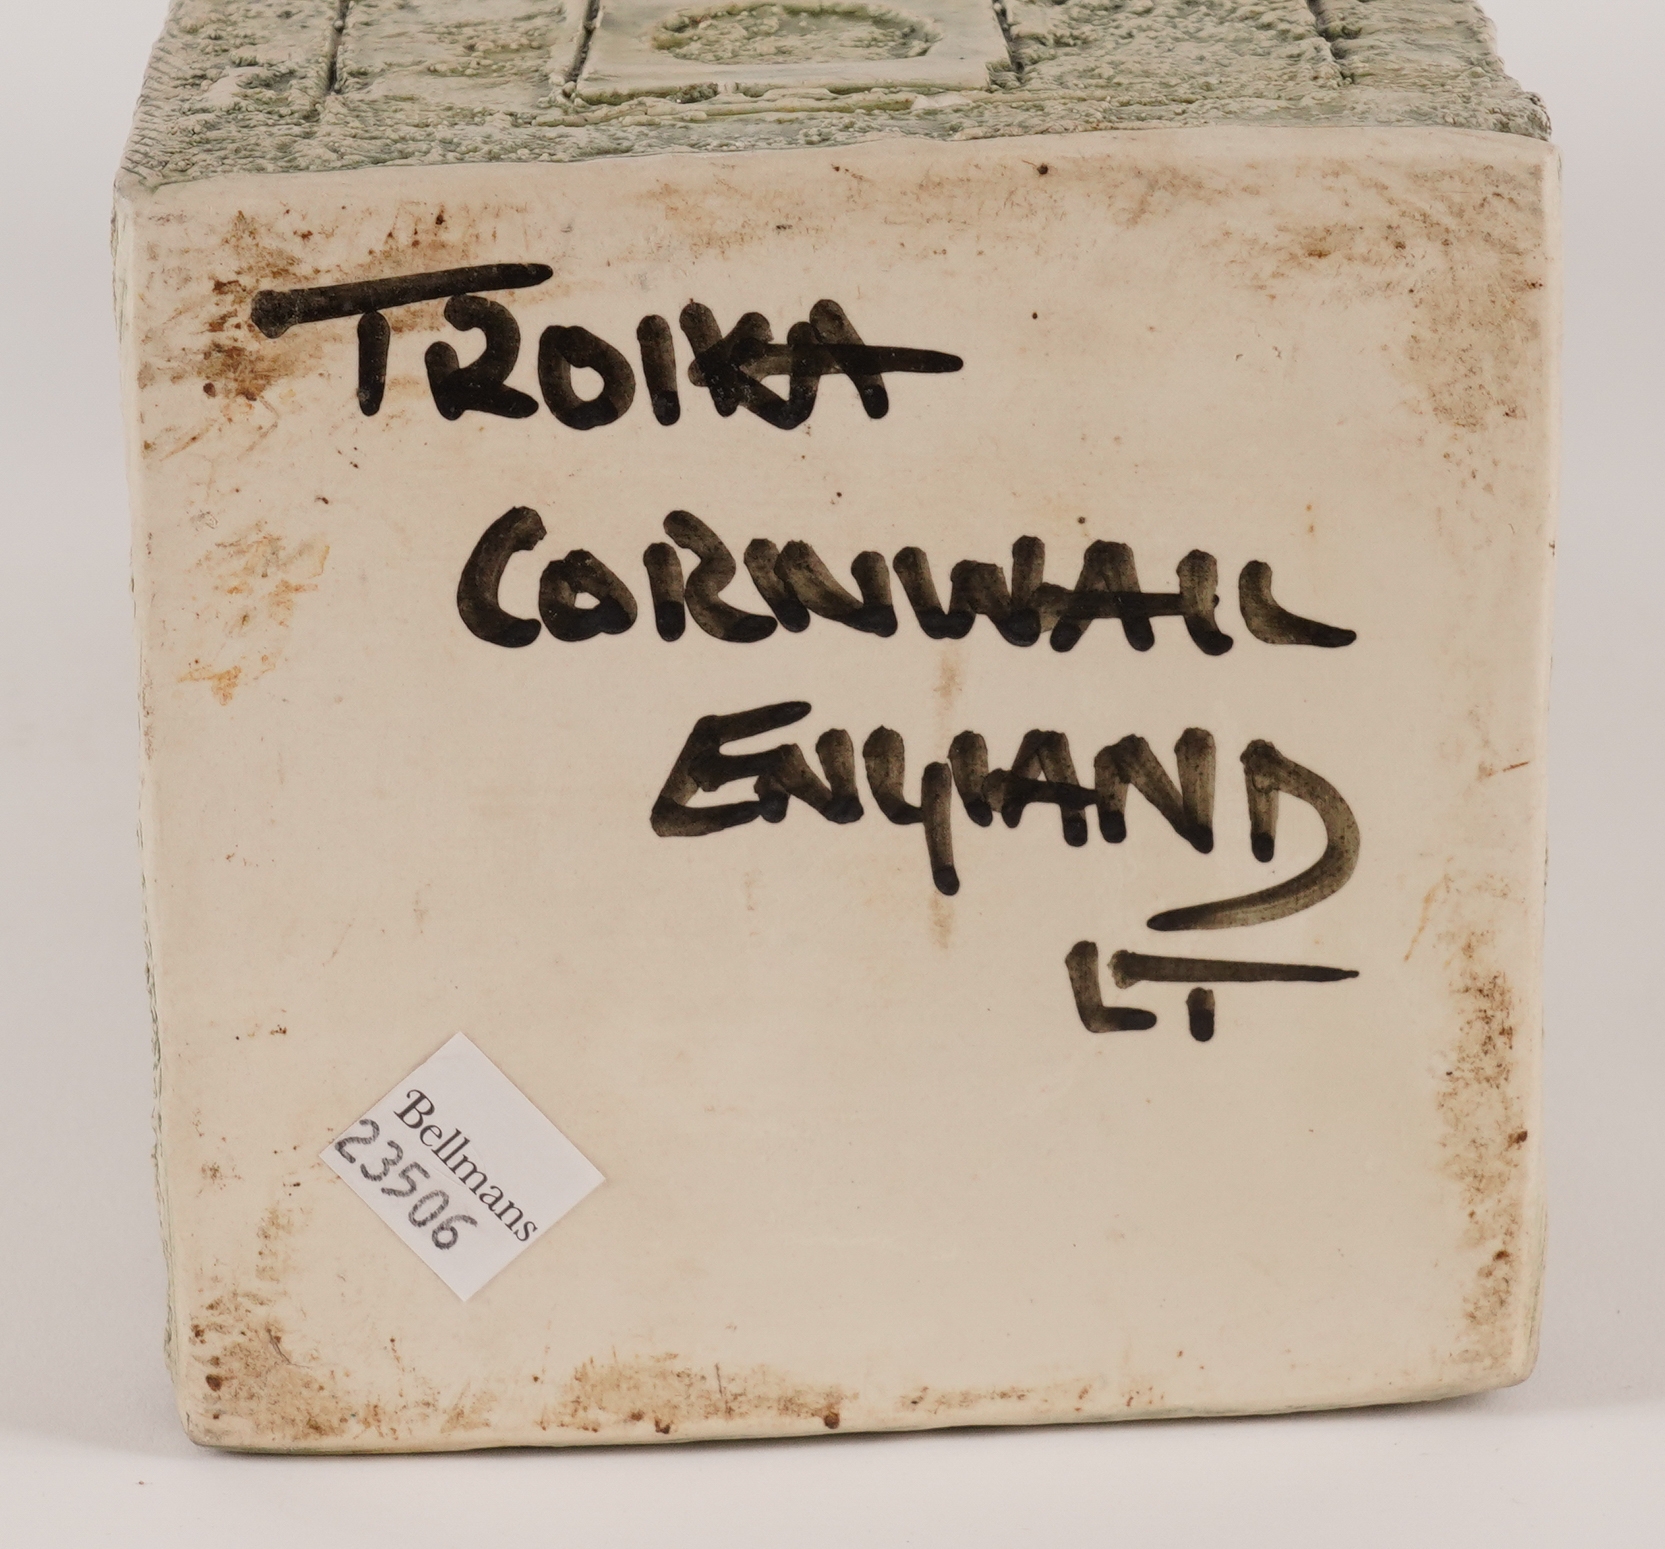 TROIKA
CORNWALL
ENGLAND
LT
Bellmans
23506